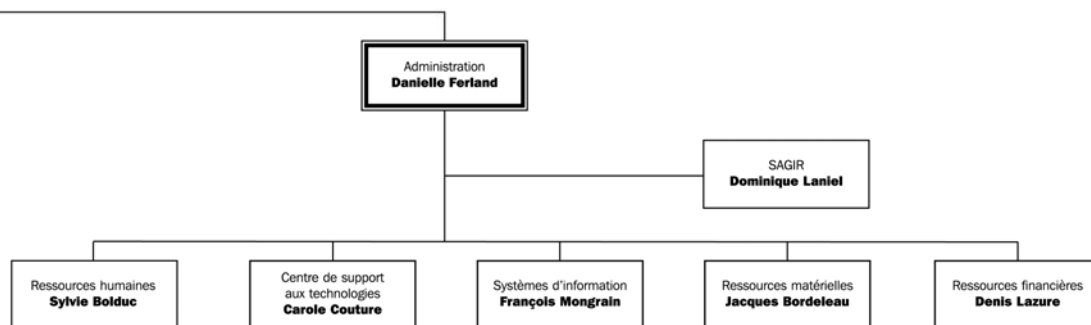 Administration
Danielle Ferland
SAGIR
Dominique Laniel
Ressources humaines
Sylvie Bolduc
Centre de support
aux technologies
Carole Couture
Systèmes d'information
François Mongrain
Ressources matérielles
Jacques Bordeleau
Ressources financières
Denis Lazure